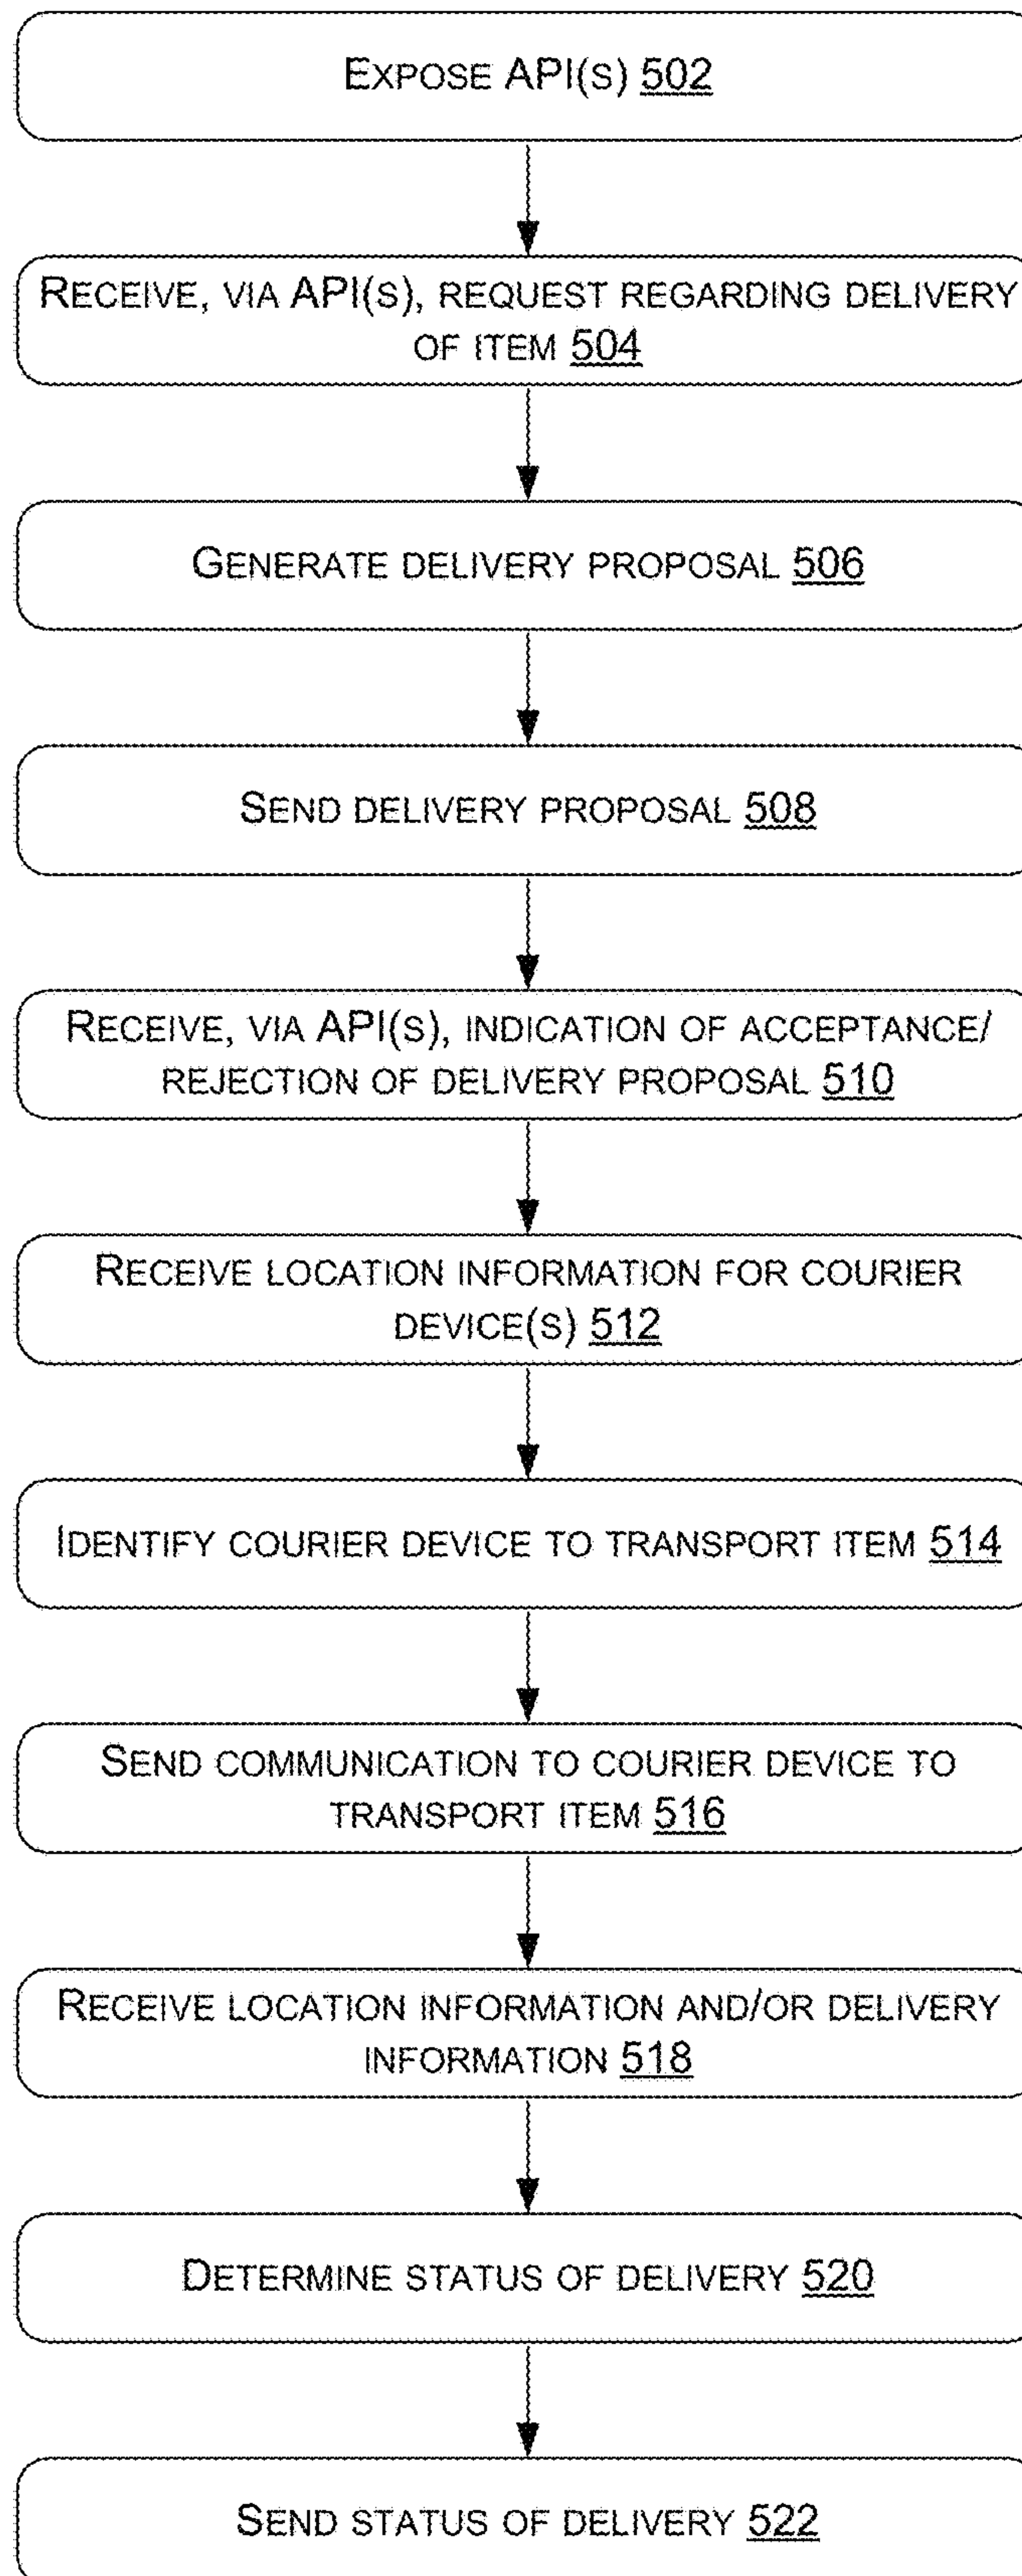 EXPOSE API(S) 502
RECEIVE, VIA API(S), REQUEST REGARDING DELIVERY
OF ITEM 504
GENERATE DELIVERY PROPOSAL 506
SEND DELIVERY PROPOSAL 508
RECEIVE, VIA API(S), INDICATION OF ACCEPTANCE/
REJECTION OF DELIVERY PROPOSAL 510
RECEIVE LOCATION INFORMATION FOR COURIER
DEVICE(S) 512
IDENTIFY COURIER DEVICE TO TRANSPORT ITEM 514
SEND COMMUNICATION TO COURIER DEVICE TO
TRANSPORT ITEM 516
RECEIVE LOCATION INFORMATION AND/OR DELIVERY
INFORMATION 518
DETERMINE STATUS OF DELIVERY 520
SEND STATUS OF DELIVERY 522